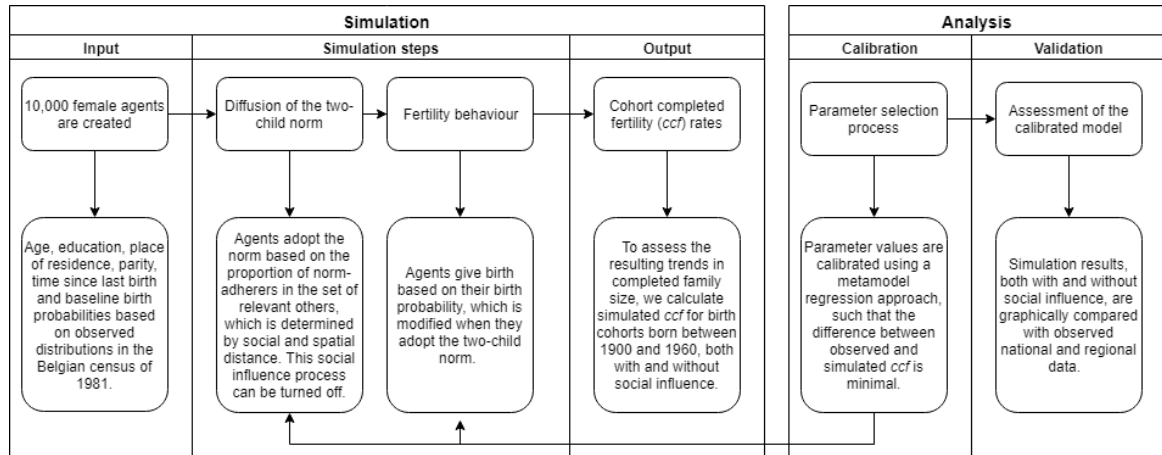 Simulation
Analysis
Input
Simulation steps
Output
Calibration
Validation
10,000 female agents
are created
Diffusion of the two-
child norm
Fertility behaviour
Cohort completed
fertility (ccf) rates
Parameter selection
process
Assessment of the
calibrated model
Age, education, place
of residence, parity,
time since last birth
and baseline birth
probabilities based
on observed
distributions in the
Belgian census of
1981.
Agents adopt the
norm based on the
proportion of norm-
adherers in the set of
relevant others,
which is determined
by social and spatial
distance. This social
influence process
can be turned off.
Agents give birth
based on their birth
probability, which is
modified when they
adopt the two-child
norm.
To assess the
resulting trends in
completed family
size, we calculate
simulated ccf for birth
cohorts born between
1900 and 1960, both
with and without
social influence.
Parameter values are
calibrated using a
metamodel
regression approach,
such that the
difference between
observed and
simulated ccf is
minimal.
Simulation results,
both with and without
social influence, are
graphically compared
with observed
national and regional
data.